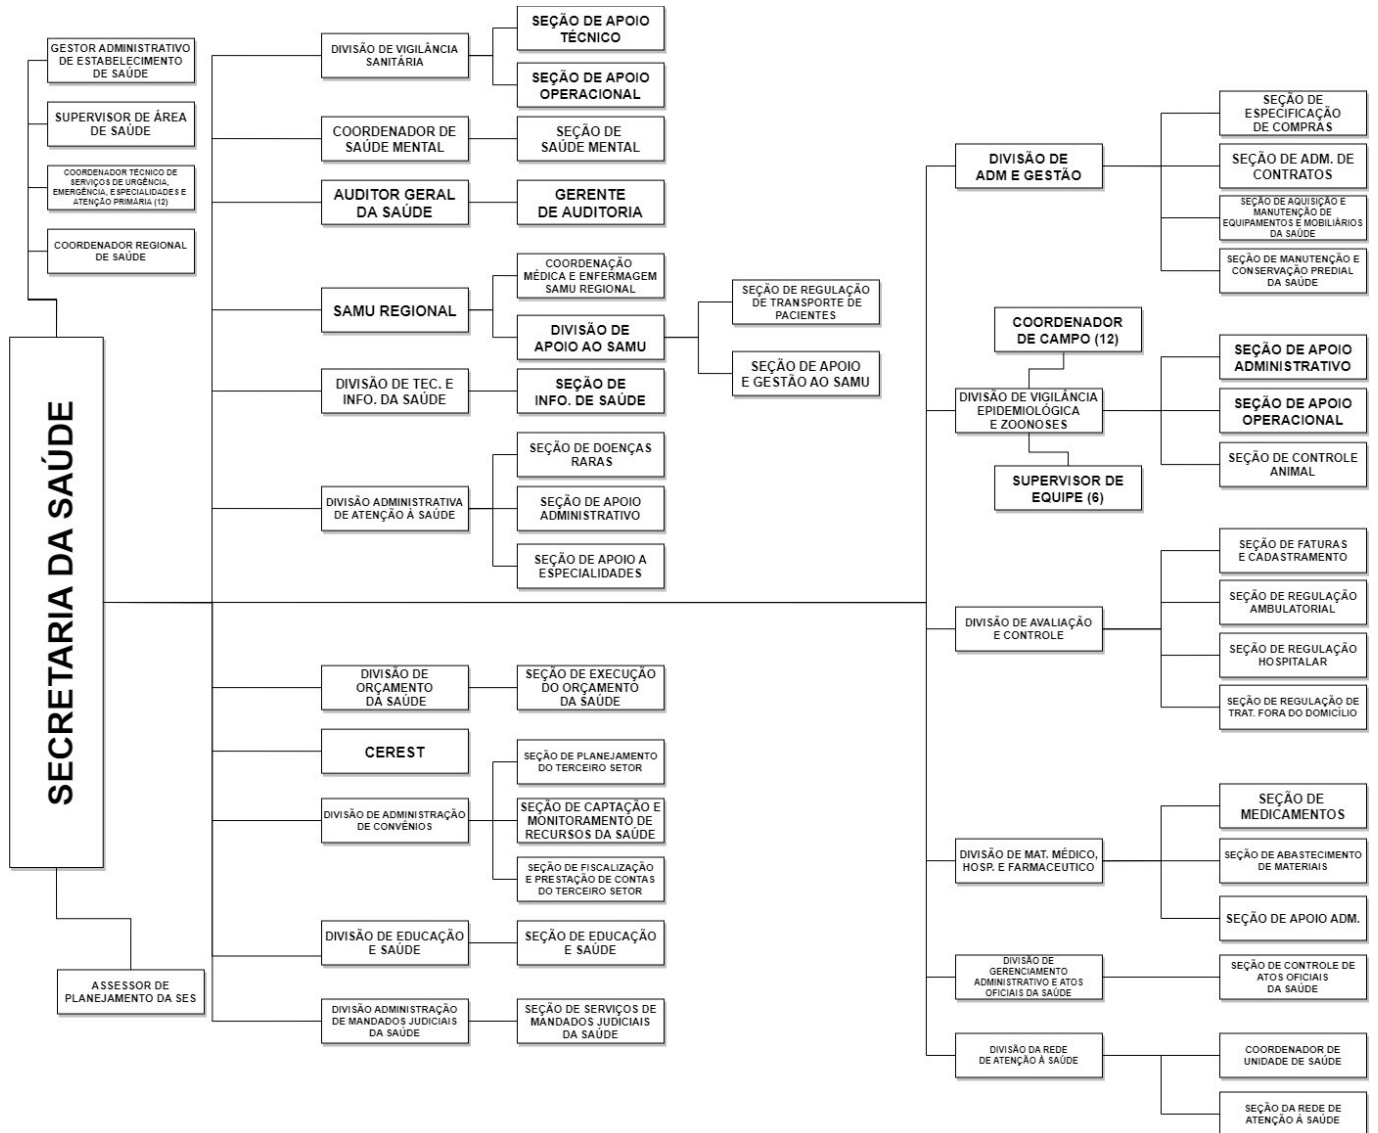 GESTOR ADMINISTRATIVO
DE ESTABELECIMENTO
DE SAÚDE
SUPERVISOR DE ÁREA
DE SAÚDE
COORDENADOR TÉCNICO DE
SERVIÇOS DE URGÊNCIA,
EMERGÊNCIA, ESPECIALIDADES E
ATENÇÃO PRIMÁRIA (12)
COORDENADOR REGIONAL
DE SAÚDE
SECRETARIA DA SAÚDE
ASSESSOR DE
PLANEJAMENTO DA SES
DIVISÃO DE VIGILÂNCIA
SANITÁRIA
SEÇÃO DE APOIO
TÉCNICO
SEÇÃO DE APOIO
OPERACIONAL
COORDENADOR DE
SAÚDE MENTAL
SEÇÃO DE
SAÚDE MENTAL
AUDITOR GERAL
DA SAÚDE
GERENTE
DE AUDITORIA
SAMU REGIONAL
COORDENAÇÃO
MÉDICA E ENFERMAGEM
SAMU REGIONAL
DIVISÃO DE
APOIO AO SAMU
SEÇÃO DE REGULAÇÃO
DE TRANSPORTE DE
PACIENTES
SEÇÃO DE APOIO
E GESTÃO AO SAMU
DIVISÃO DE TEC. E
INFO. DA SAÚDE
SEÇÃO DE
INFO. DE SAÚDE
DIVISÃO ADMINISTRATIVA
DE ATENÇÃO À SAÚDE
SEÇÃO DE DOENÇAS
RARAS
SEÇÃO DE APOIO
ADMINISTRATIVO
SEÇÃO DE APOIO A
ESPECIALIDADES
DIVISÃO DE
ORÇAMENTO
DA SAÚDE
SEÇÃO DE EXECUÇÃO
DO ORÇAMENTO
DA SAÚDE
CEREST
DIVISÃO DE ADMINISTRAÇÃO
DE CONVÊNIOS
SEÇÃO DE PLANEJAMENTO
DO TERCEIRO SETOR
SEÇÃO DE CAPTAÇÃO E
MONITORAMENTO DE
RECURSOS DA SAÚDE
SEÇÃO DE FISCALIZAÇÃO
E PRESTAÇÃO DE CONTAS
DO TERCEIRO SETOR
DIVISÃO DE EDUCAÇÃO
E SAÚDE
SEÇÃO DE EDUCAÇÃO
E SAÚDE
DIVISÃO ADMINISTRAÇÃO
DE MANDADOS JUDICIAIS
DA SAÚDE
SEÇÃO DE SERVIÇOS DE
MANDADOS JUDICIAIS
DA SAÚDE
DIVISÃO DE
ADM E GESTÃO
SEÇÃO DE
ESPECIFICAÇÃO
DE COMPRAS
SEÇÃO DE ADM. DE
CONTRATOS
SEÇÃO DE AQUISIÇÃO E
MANUTENÇÃO DE
EQUIPAMENTOS E MOBILIÁRIOS
DA SAÚDE
SEÇÃO DE MANUTENÇÃO E
CONSERVAÇÃO PREDIAL
DA SAÚDE
COORDENADOR
DE CAMPO (12)
DIVISÃO DE VIGILÂNCIA
EPIDEMIOLÓGICA
E ZOONOSES
SUPERVISOR DE
EQUIPE (6)
SEÇÃO DE APOIO
ADMINISTRATIVO
SEÇÃO DE APOIO
OPERACIONAL
SEÇÃO DE CONTROLE
ANIMAL
DIVISÃO DE AVALIAÇÃO
E CONTROLE
SEÇÃO DE FATURAS
E CADASTRAMENTO
SEÇÃO DE REGULAÇÃO
AMBULATORIAL
SEÇÃO DE REGULAÇÃO
HOSPITALAR
SEÇÃO DE REGULAÇÃO DE
TRAT. FORA DO DOMICÍLIO
DIVISÃO DE MAT. MÉDICO,
HOSP. E FARMACEUTICO
SEÇÃO DE
MEDICAMENTOS
SEÇÃO DE ABASTECIMENTO
DE MATERIAIS
SEÇÃO DE APOIO ADM.
DIVISÃO DE
GERENCIAMENTO
ADMINISTRATIVO E ATOS
OFICIAIS DA SAÚDE
SEÇÃO DE CONTROLE DE
ATOS OFICIAIS
DA SAÚDE
DIVISÃO DA REDE
DE ATENÇÃO À SAÚDE
COORDENADOR DE
UNIDADE DE SAÚDE
SEÇÃO DA REDE DE
ATENÇÃO À SAÚDE